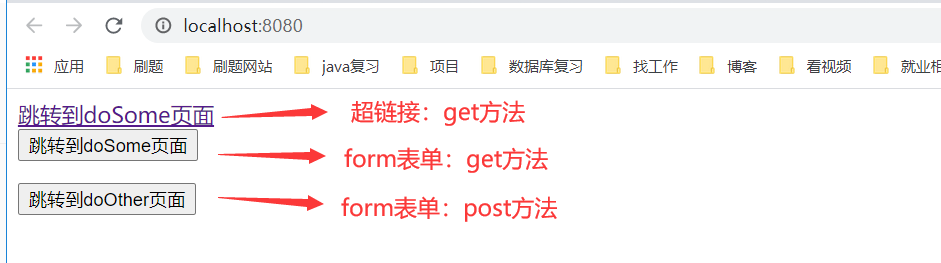 localhost:8080
应用 刷题 刷题网站 java复习 项目 数据库复习 找工作 博客 看视频 就业相
跳转到doSome页面 超链接：get方法
跳转到doSome页面 form表单：get方法
跳转到doOther页面 form表单：post方法